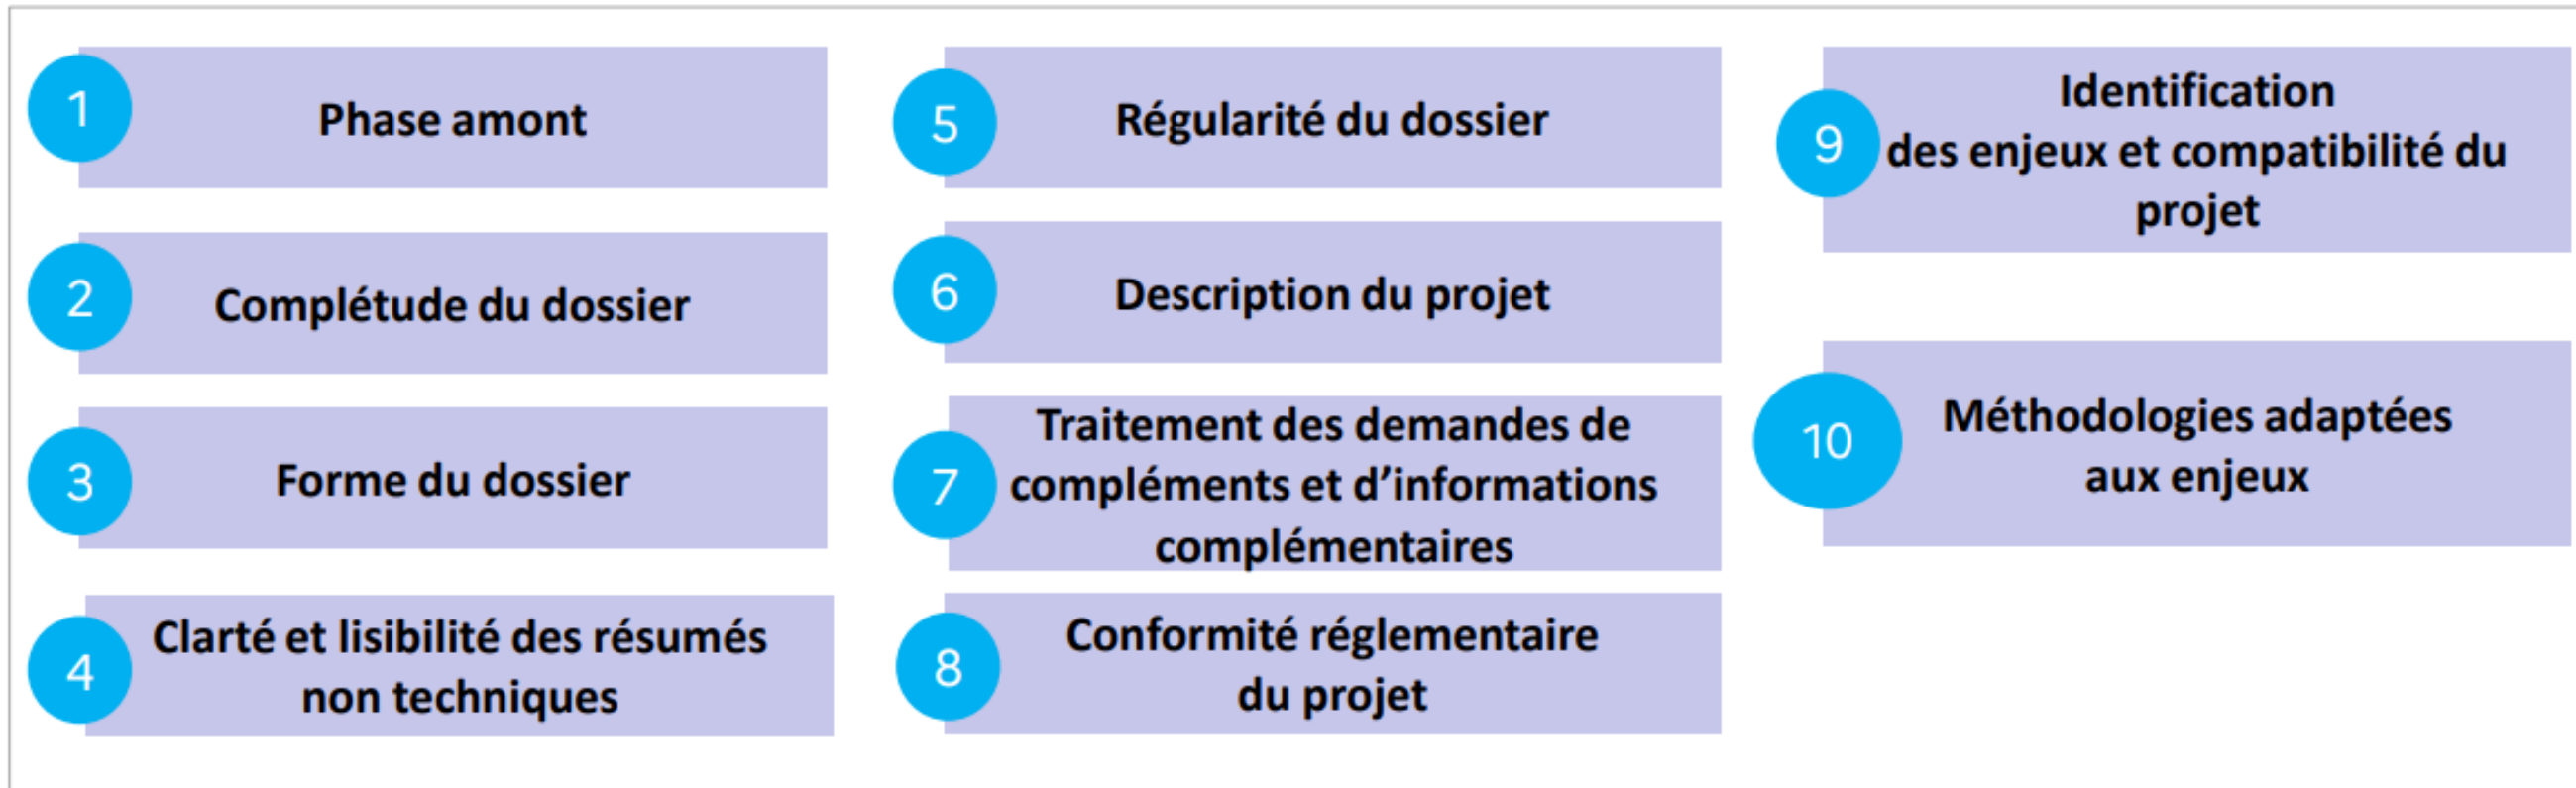 1
Phase amont
2
Complétude du dossier
3
Forme du dossier
4
Clarté et lisibilité des résumés
non techniques
5
Régularité du dossier
6
Description du projet
7
Traitement des demandes de
compléments et d’informations
complémentaires
8
Conformité réglementaire
du projet
9
Identification
des enjeux et compatibilité du
projet
10
Méthodologies adaptées
aux enjeux